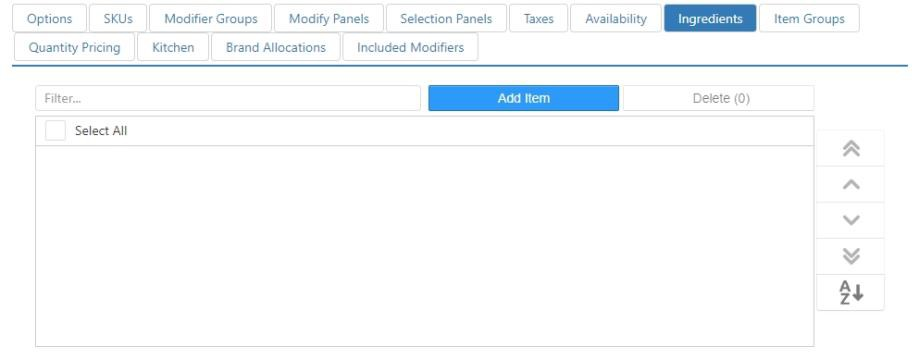 Options SKUs Modifier Groups Modify Panels Selection Panels Taxes Availability Ingredients Item Groups
Quantity Pricing Kitchen Brand Allocations Included Modifiers
Filter... Add Item Delete (0)
Select All
A
Z